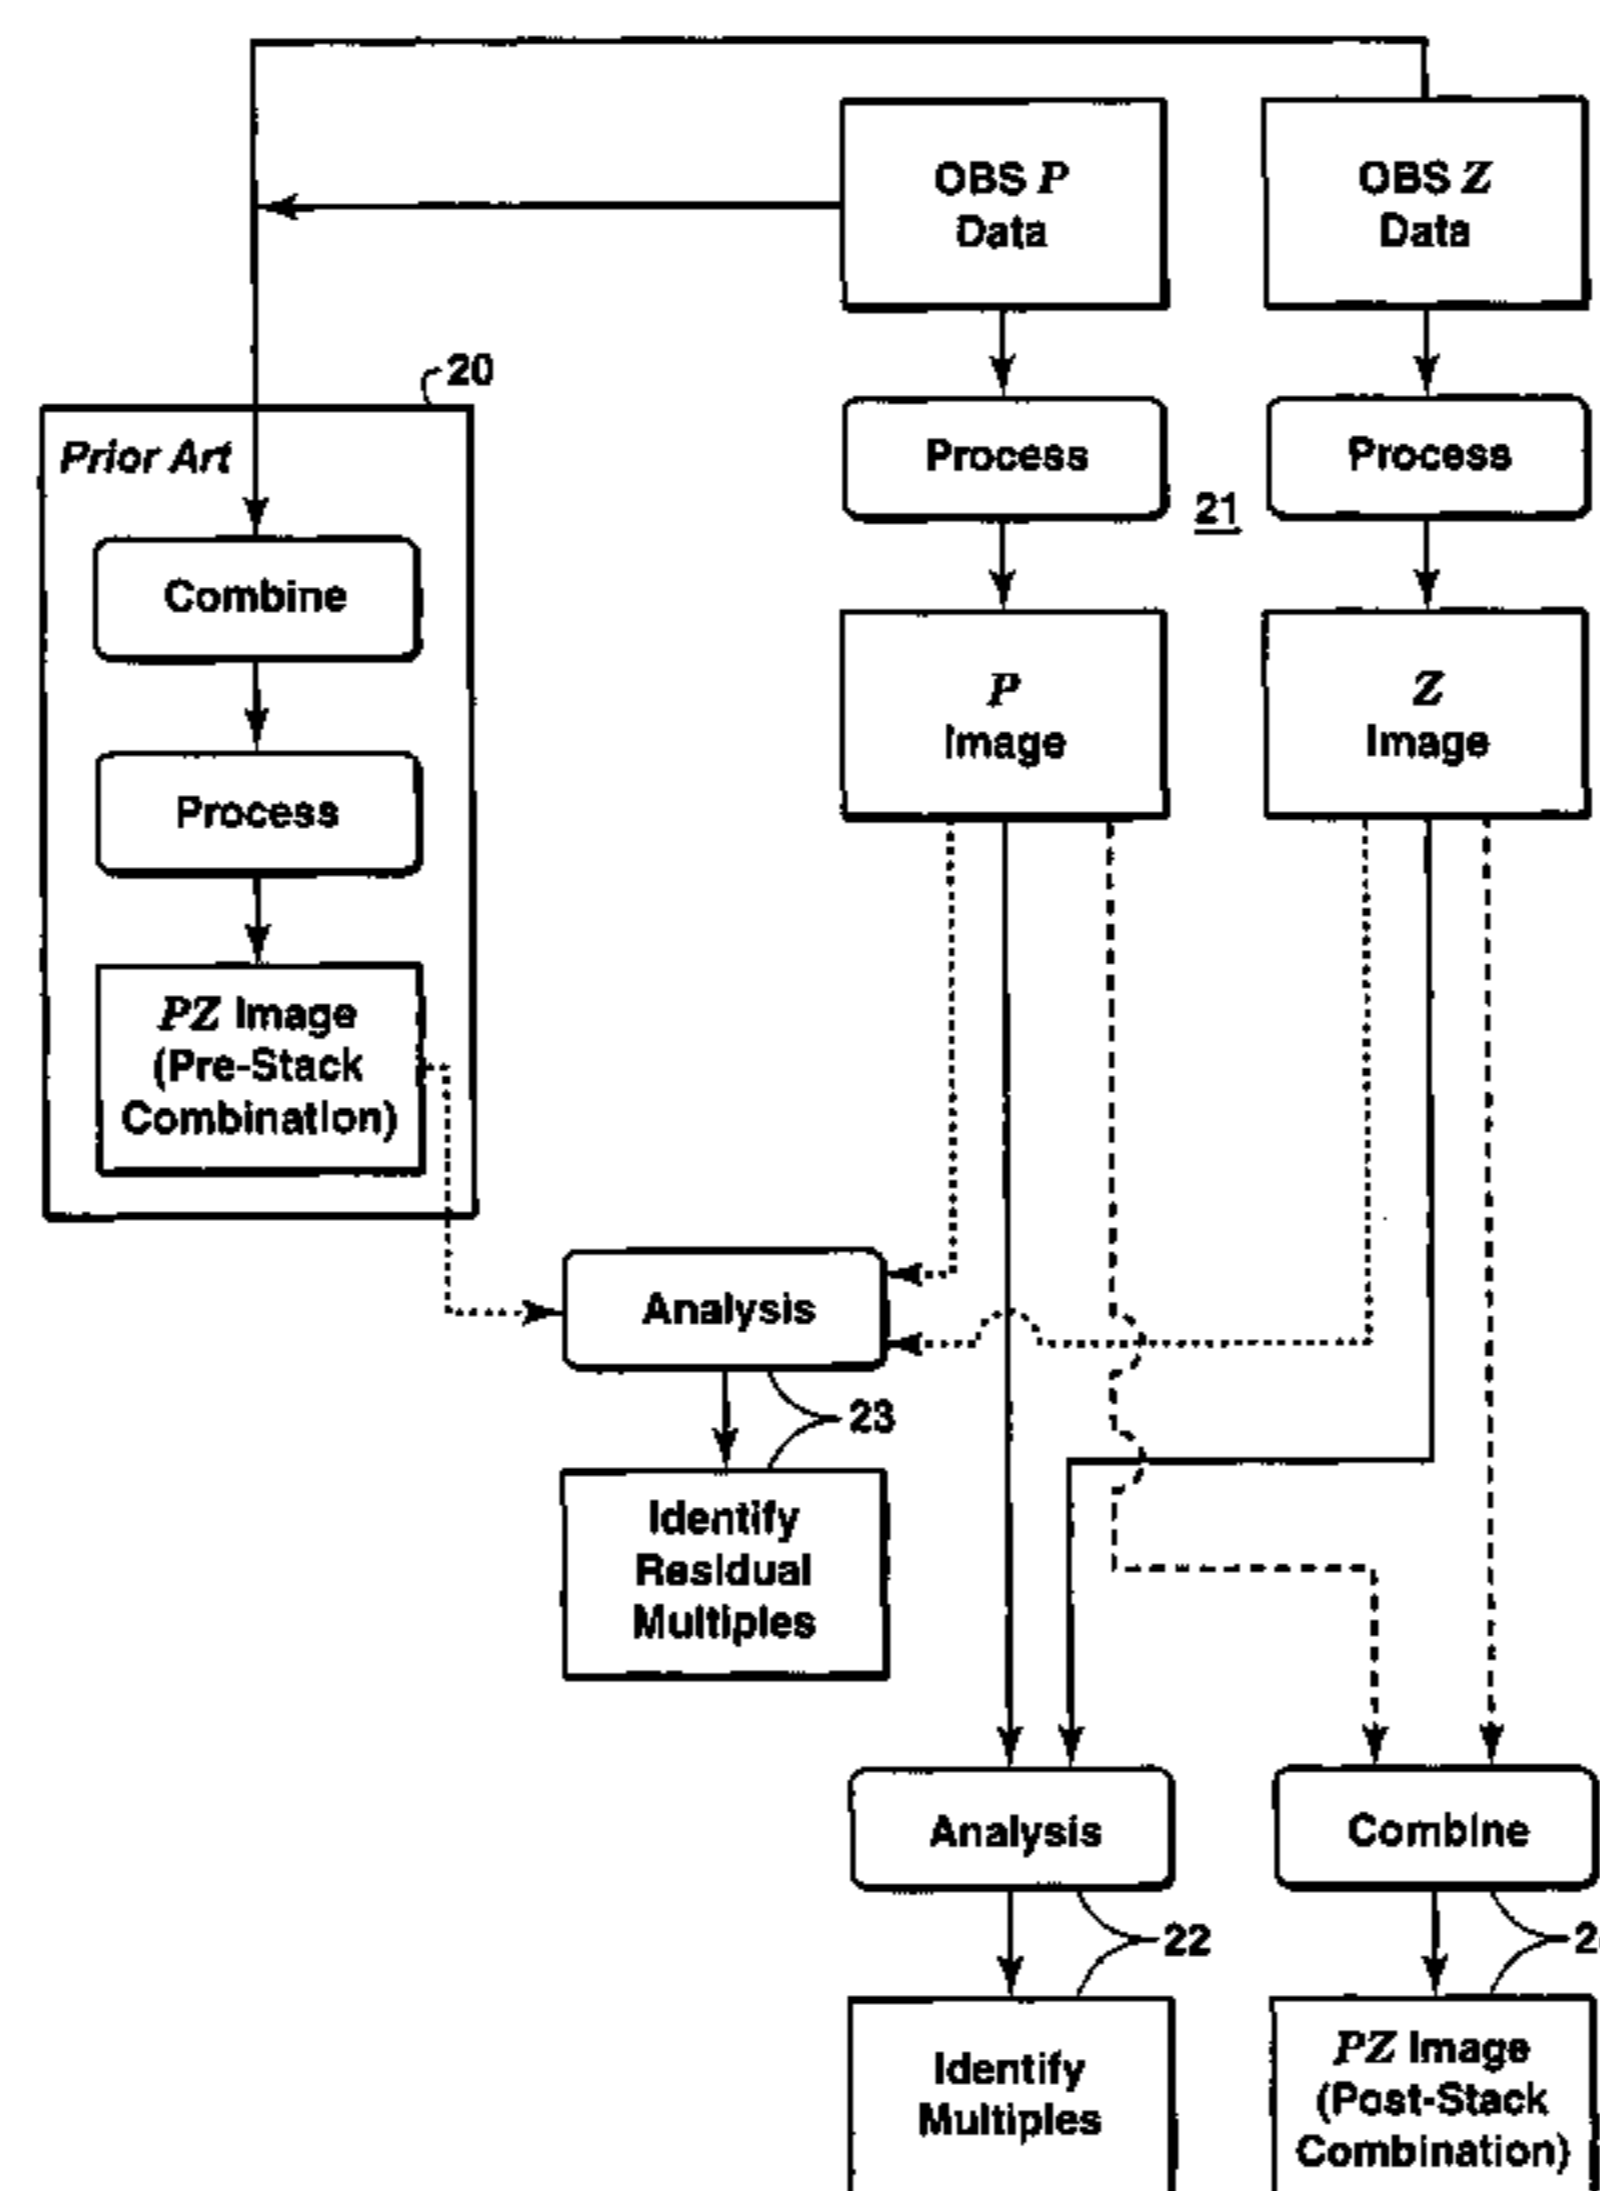 OBS P
Data
OBS Z
Data
20
Prior Art
Process
Process
21
Combine
P
Image
Z
Image
Process
PZ Image
(Pre-Stack
Combination)
Analysis
23
Identify
Residual
Multiples
Analysis
Combine
22
Identify
Multiples
PZ Image
(Post-Stack
Combination)